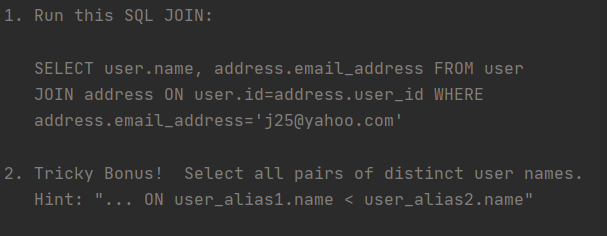 1. Run this SQL JOIN:
SELECT user.name, address.email_address FROM user
JOIN address ON user.id=address.user_id WHERE
address.email_address='j25@yahoo.com'
2. Tricky Bonus!  Select all pairs of distinct user names.
Hint: "... ON user_alias1.name < user_alias2.name"